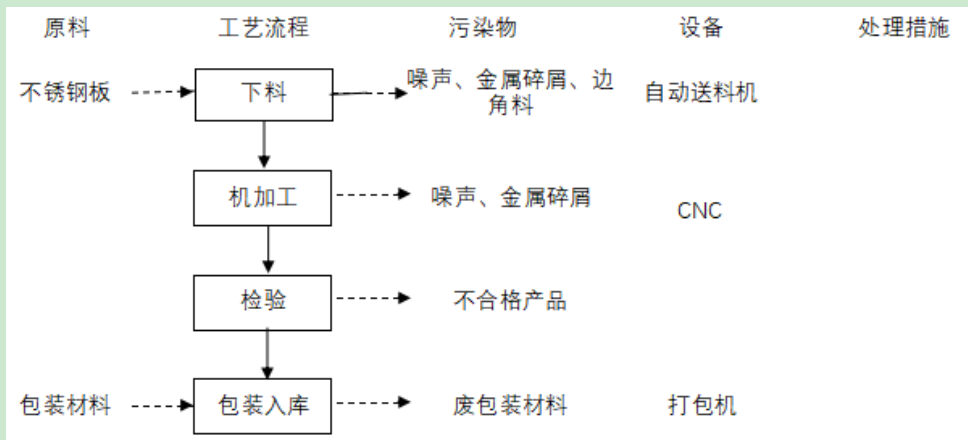 原料 工艺流程 污染物 设备 处理措施
不锈钢板 下料 噪声、金属碎屑、边角料 自动送料机
机加工 噪声、金属碎屑 CNC
检验 不合格产品
包装材料 包装入库 废包装材料 打包机